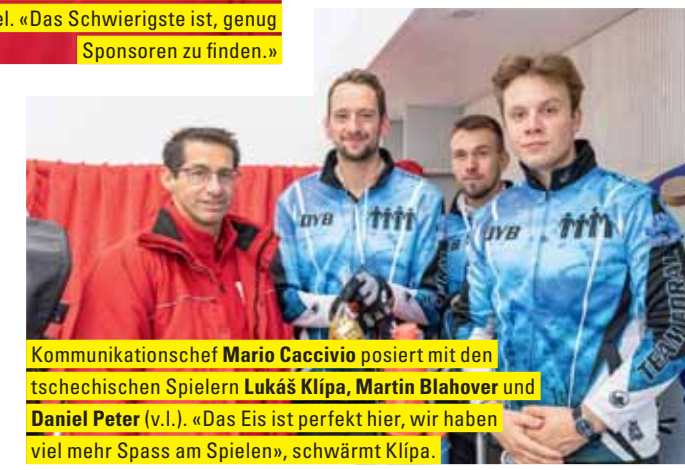 el. «Das Schwierigste ist, genug
Sponsoren zu finden.»
DYB
DYB
TEAM
Kommunikationschef Mario Caccivio posiert mit den
tschechischen Spielern Lukáš Klípa, Martin Blahover und
Daniel Peter (v.l.). «Das Eis ist perfekt hier, wir haben
viel mehr Spass am Spielen», schwärmt Klípa.